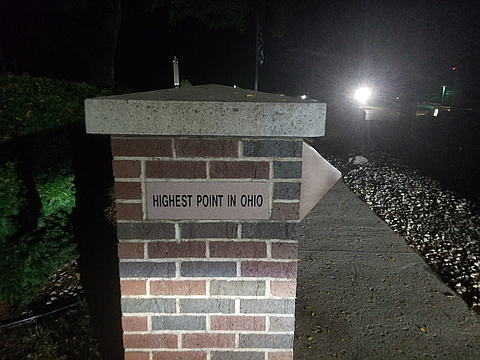 HIGHEST POINT IN OHIO